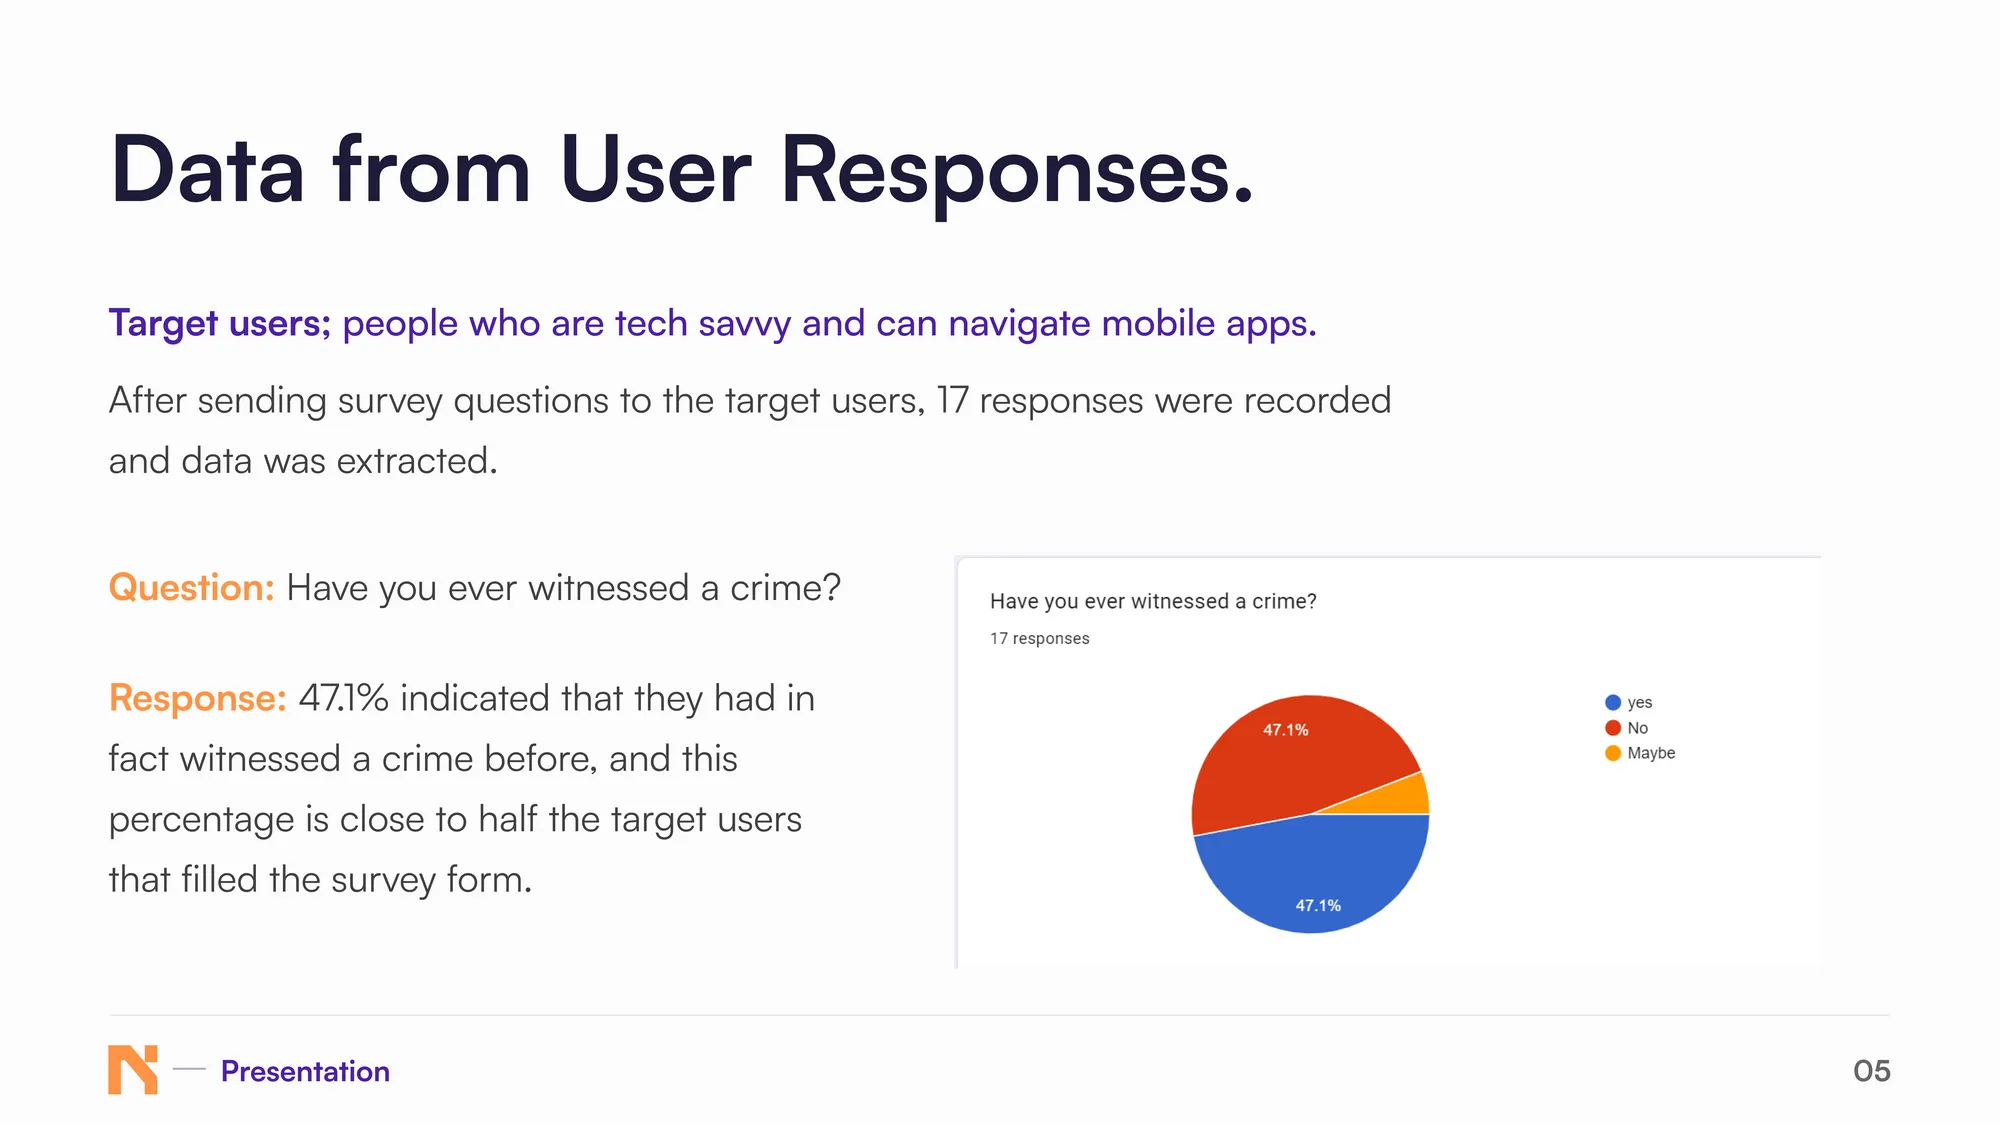 Data from User Responses.
Target users; people who are tech savvy and can navigate mobile apps.
After sending survey questions to the target users, 17 responses were recorded
and data was extracted.
Question: Have you ever witnessed a crime?
Response: 47.1% indicated that they had in
fact witnessed a crime before, and this
percentage is close to half the target users
that filled the survey form.
Have you ever witnessed a crime?
17 responses
47.1%
47.1%
yes
No
Maybe
N — Presentation
05